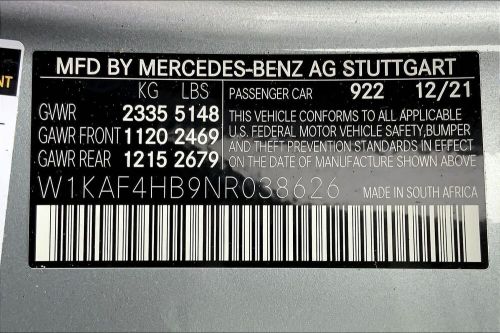 MFD BY MERCEDES-BENZ AG STUTTGART
KG LBS
GVWR 2335 5148
GAWR FRONT 1120 2469
GAWR REAR 1215 2679
PASSENGER CAR 922 12/21
THIS VEHICLE CONFORMS TO ALL APPLICABLE
U.S. FEDERAL MOTOR VEHICLE SAFETY, BUMPER
AND THEFT PREVENTION STANDARDS IN EFFECT
ON THE DATE OF MANUFACTURE SHOWN ABOVE.
W1KAF4HB9NR038626
MADE IN SOUTH AFRICA